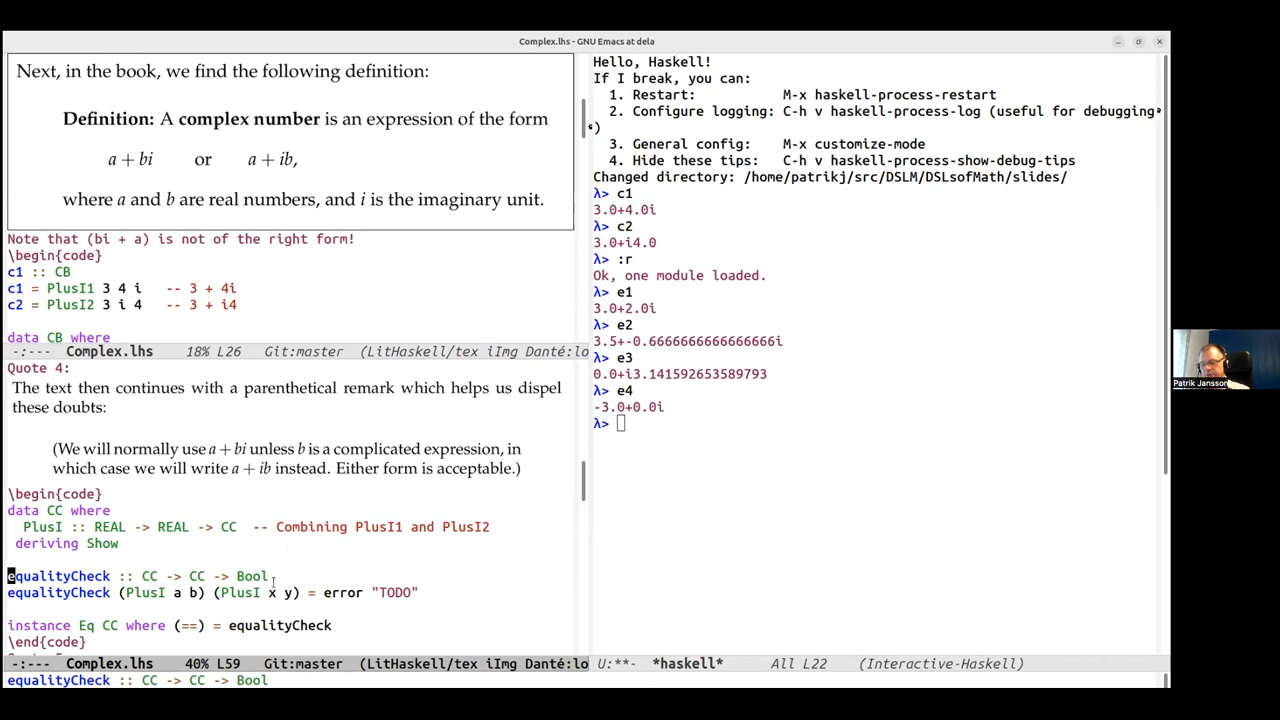 Complex.lhs - GNU Emacs at dela
Next, in the book, we find the following definition:
Definition: A complex number is an expression of the form
a + bi or a + ib,
where a and b are real numbers, and i is the imaginary unit.
Note that (bi + a) is not of the right form!
\begin{code}
c1 :: CB
c1 = PlusI1 3 4 i -- 3 + 4i
c2 = PlusI2 3 i 4 -- 3 + i4
data CB where
-:--- Complex.lhs 18% L26 Git:master (LitHaskell/tex iImg Danté:lo
Quote 4:
The text then continues with a parenthetical remark which helps us dispel
these doubts:
(We will normally use a + bi unless b is a complicated expression, in
which case we will write a + ib instead. Either form is acceptable.)
\begin{code}
data CC where
PlusI :: REAL -> REAL -> CC -- Combining PlusI1 and PlusI2
deriving Show
equalityCheck :: CC -> CC -> Bool
equalityCheck (PlusI a b) (PlusI x y) = error "TODO"
instance Eq CC where (==) = equalityCheck
\end{code}
-:--- Complex.lhs 40% L59 Git:master (LitHaskell/tex iImg Danté:lo
equalityCheck :: CC -> CC -> Bool
Hello, Haskell!
If I break, you can:
1. Restart: M-x haskell-process-restart
2. Configure logging: C-h v haskell-process-log (useful for debugging
)
3. General config: M-x customize-mode
4. Hide these tips: C-h v haskell-process-show-debug-tips
Changed directory: /home/patrikj/src/DSLM/DSLsofMath/slides/
λ> c1
3.0+4.0i
λ> c2
3.0+i4.0
λ> :r
Ok, one module loaded.
λ> e1
3.0+2.0i
λ> e2
3.5+-0.6666666666666666i
λ> e3
0.0+i3.141592653589793
λ> e4
-3.0+0.0i
λ>
U:**- *haskell* All L22 (Interactive-Haskell)
Patrik Jansson